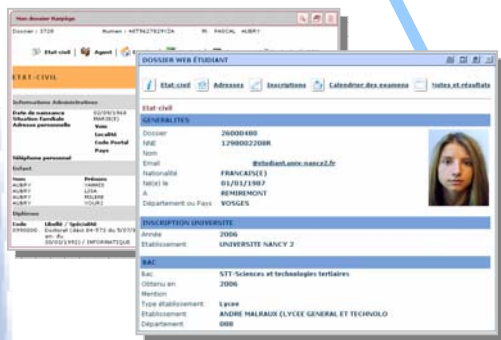 Mon dossier Harpège
Dossier : 3728
M. PASCAL AUBRY
Etat-civil
Agent
ETAT-CIVIL
Informations Administratives
Date de naissance 02/09/1968
Situation familiale MARIE(E)
Adresse personnelle Voie
Localité
Code Postal
Pays
Téléphone personnel
Enfant
Nom Prénom
AUBRY YANNIS
AUBRY LISA
AUBRY
AUBRY YOURI
Diplômes
Code Libellé / Spécialité
DOSSIER WEB ÉTUDIANT
Etat-civil Adresses Inscriptions Calendrier des examens Notes et résultats
Etat-civil
GENERALITES
Dossier 26000480
NNE 1298002208R
Nom
Email @etudiant.univ-nancy2.fr
Nationalité FRANCAIS(E)
Né(e) le 01/01/1987
A REMIREMONT
Département ou Pays VOSGES
INSCRIPTION UNIVERSITE
Année 2006
Etablissement UNIVERSITE NANCY 2
BAC
Bac STT-Sciences et technologies tertiaires
Obtenu en 2006
Mention
Type établissement Lycee
Etablissement ANDRE MALRAUX (LYCEE GENERAL ET TECHNOLO
Département 088